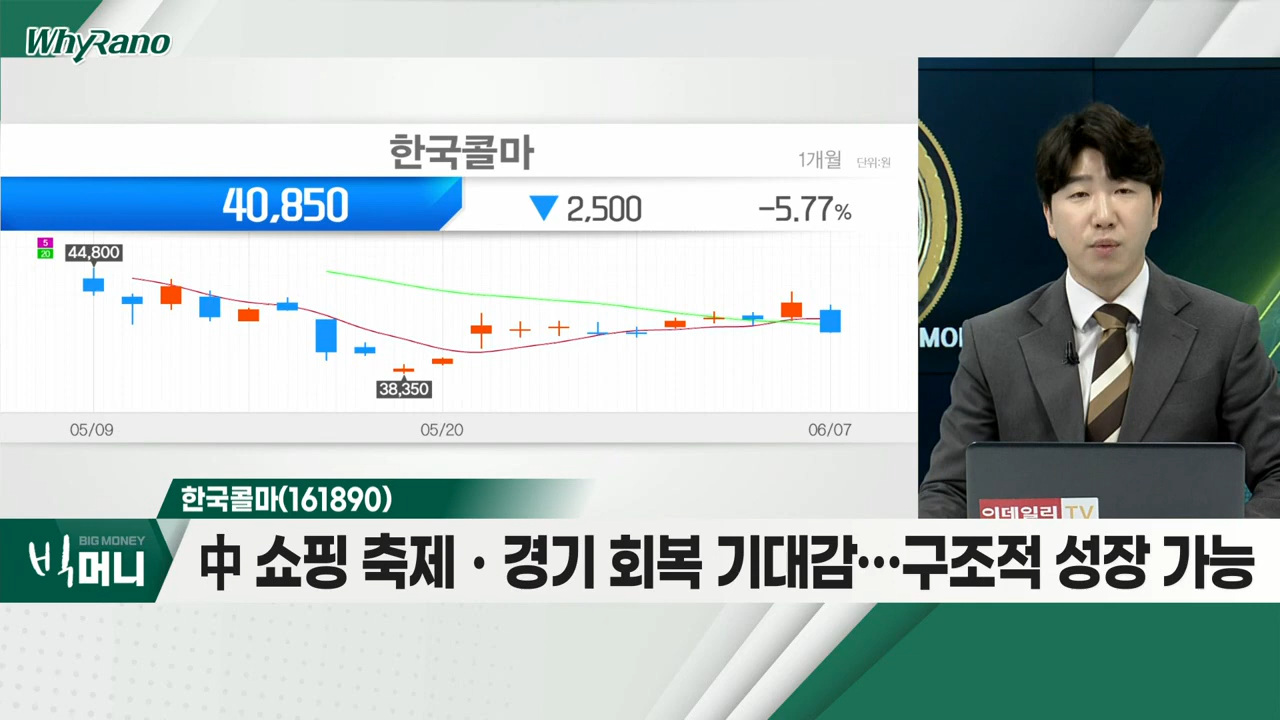 WhyRano
한국콜마
1개월 단위:원
40,850 ▼ 2,500 -5.77%
5
20
44,800
38,350
05/09 05/20 06/07
한국콜마(161890)
빅머니 BIG MONEY
中 쇼핑 축제·경기 회복 기대감…구조적 성장 가능
이데일리TV